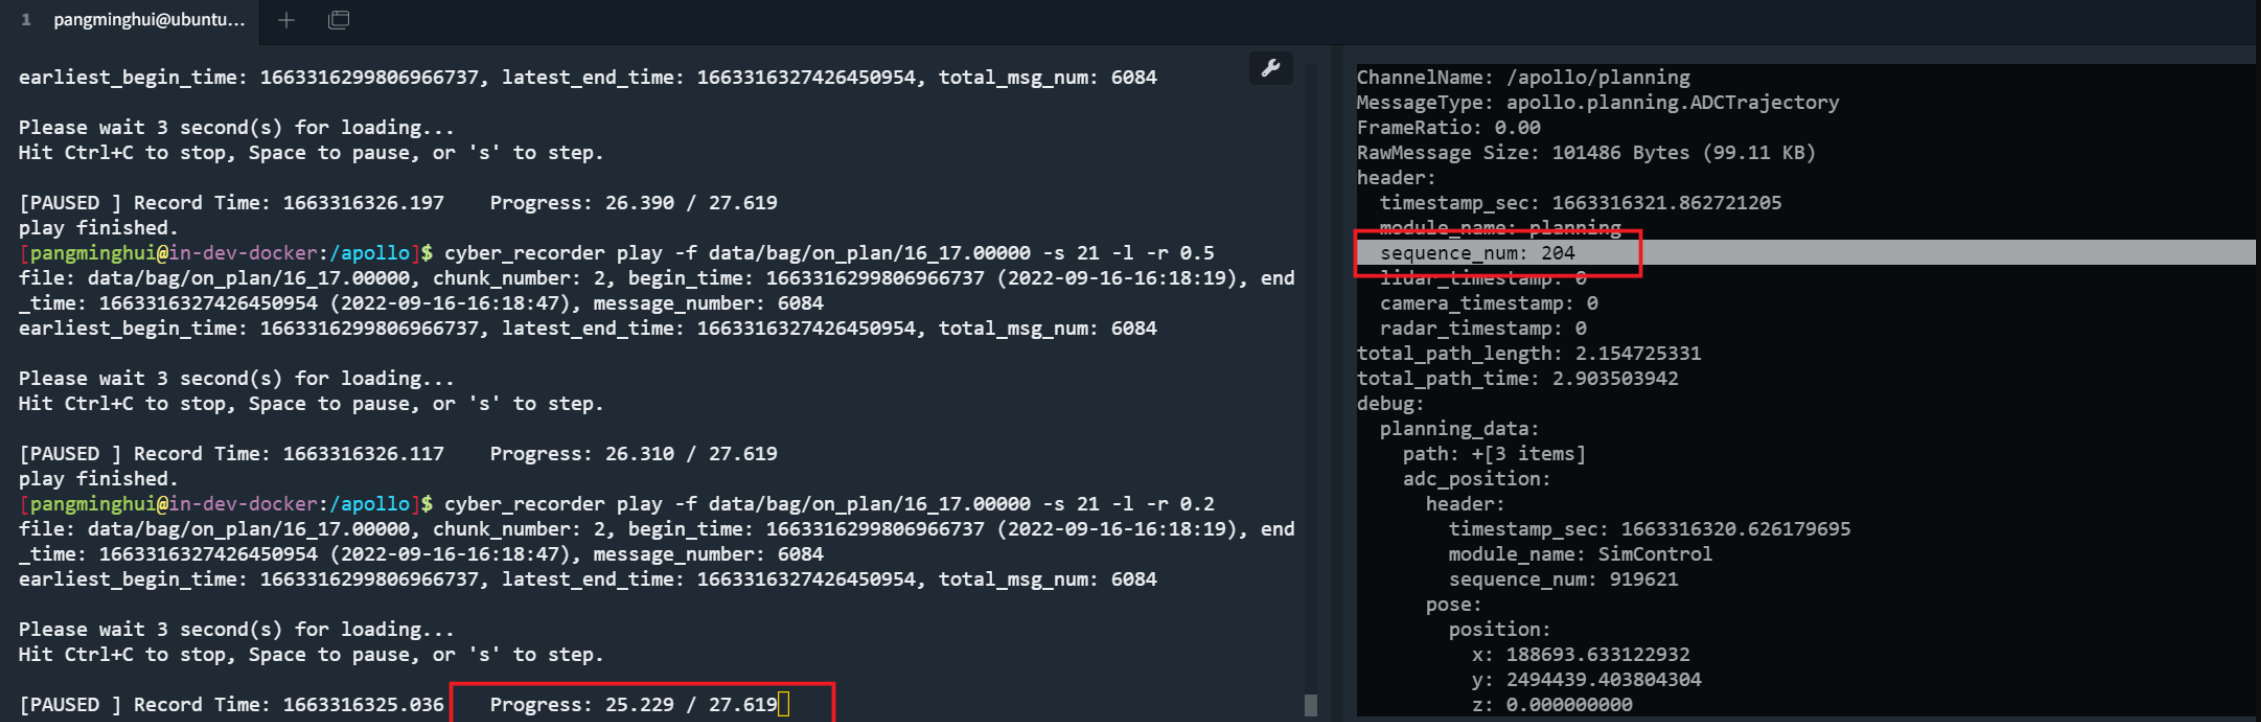 1 pangminghui@ubuntu...
earliest_begin_time: 1663316299806966737, latest_end_time: 1663316327426450954, total_msg_num: 6084
Please wait 3 second(s) for loading...
Hit Ctrl+C to stop, Space to pause, or 's' to step.
[PAUSED ] Record Time: 1663316326.197    Progress: 26.390 / 27.619
play finished.
[pangminghui@in-dev-docker:/apollo]$ cyber_recorder play -f data/bag/on_plan/16_17.00000 -s 21 -l -r 0.5
file: data/bag/on_plan/16_17.00000, chunk_number: 2, begin_time: 1663316299806966737 (2022-09-16-16:18:19), end
_time: 1663316327426450954 (2022-09-16-16:18:47), message_number: 6084
earliest_begin_time: 1663316299806966737, latest_end_time: 1663316327426450954, total_msg_num: 6084
Please wait 3 second(s) for loading...
Hit Ctrl+C to stop, Space to pause, or 's' to step.
[PAUSED ] Record Time: 1663316326.117    Progress: 26.310 / 27.619
play finished.
[pangminghui@in-dev-docker:/apollo]$ cyber_recorder play -f data/bag/on_plan/16_17.00000 -s 21 -l -r 0.2
file: data/bag/on_plan/16_17.00000, chunk_number: 2, begin_time: 1663316299806966737 (2022-09-16-16:18:19), end
_time: 1663316327426450954 (2022-09-16-16:18:47), message_number: 6084
earliest_begin_time: 1663316299806966737, latest_end_time: 1663316327426450954, total_msg_num: 6084
Please wait 3 second(s) for loading...
Hit Ctrl+C to stop, Space to pause, or 's' to step.
[PAUSED ] Record Time: 1663316325.036    Progress: 25.229 / 27.619
ChannelName: /apollo/planning
MessageType: apollo.planning.ADCTrajectory
FrameRatio: 0.00
RawMessage Size: 101486 Bytes (99.11 KB)
header:
timestamp_sec: 1663316321.862721205
module_name: planning
sequence_num: 204
lidar_timestamp: 0
camera_timestamp: 0
radar_timestamp: 0
total_path_length: 2.154725331
total_path_time: 2.903503942
debug:
planning_data:
path: +[3 items]
adc_position:
header:
timestamp_sec: 1663316320.626179695
module_name: SimControl
sequence_num: 919621
pose:
position:
x: 188693.633122932
y: 2494439.403804304
z: 0.000000000